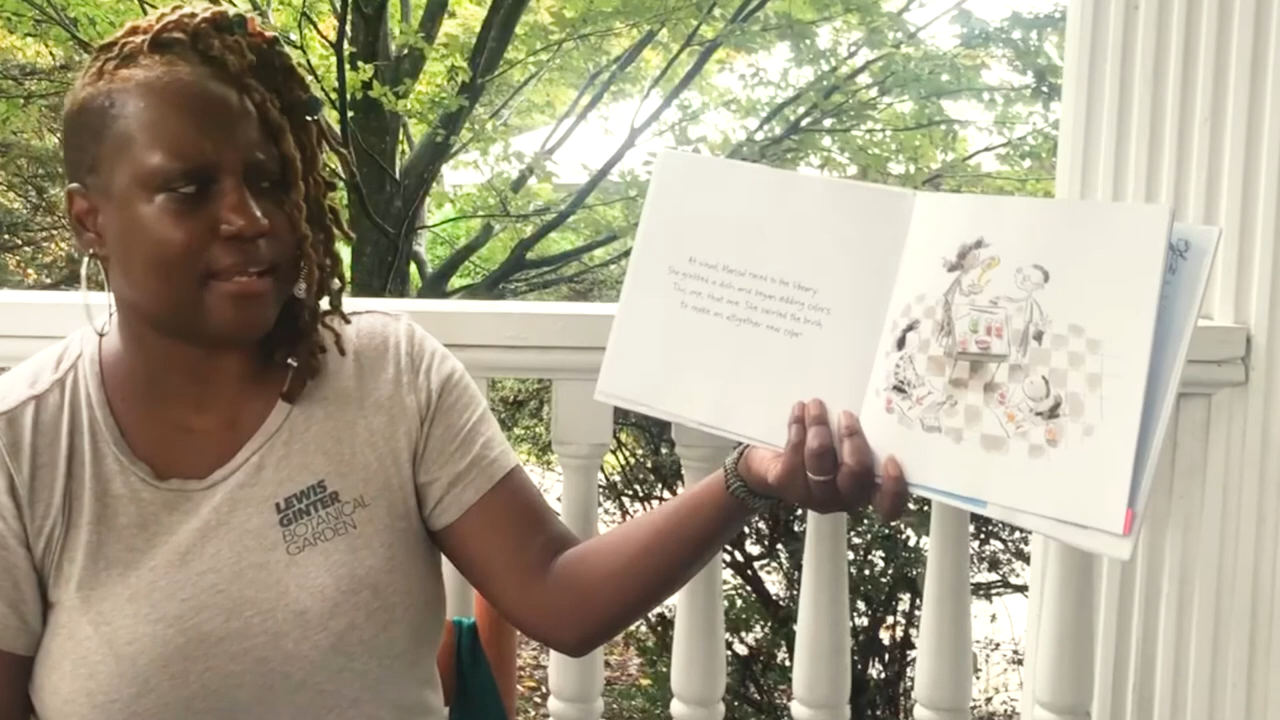 LEWIS
GINTER
BOTANICAL
GARDEN
At school, Marisol raced to the library.
She grabbed a dish and began adding colors.
This one, that one. She swirled the brush
to make an altogether new color.